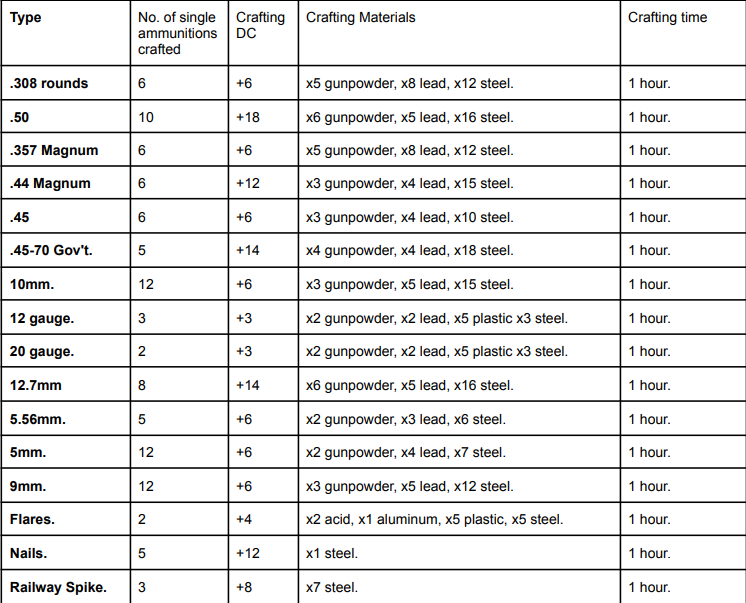 Type No. of single ammunitions crafted Crafting DC Crafting Materials Crafting time
.308 rounds 6 +6 x5 gunpowder, x8 lead, x12 steel. 1 hour.
.50 10 +18 x6 gunpowder, x5 lead, x16 steel. 1 hour.
.357 Magnum 6 +6 x5 gunpowder, x8 lead, x12 steel. 1 hour.
.44 Magnum 6 +12 x3 gunpowder, x4 lead, x15 steel. 1 hour.
.45 6 +6 x3 gunpowder, x4 lead, x10 steel. 1 hour.
.45-70 Gov't. 5 +14 x4 gunpowder, x4 lead, x18 steel. 1 hour.
10mm. 12 +6 x3 gunpowder, x5 lead, x15 steel. 1 hour.
12 gauge. 3 +3 x2 gunpowder, x2 lead, x5 plastic x3 steel. 1 hour.
20 gauge. 2 +3 x2 gunpowder, x2 lead, x5 plastic x3 steel. 1 hour.
12.7mm 8 +14 x6 gunpowder, x5 lead, x16 steel. 1 hour.
5.56mm. 5 +6 x2 gunpowder, x3 lead, x6 steel. 1 hour.
5mm. 12 +6 x2 gunpowder, x4 lead, x7 steel. 1 hour.
9mm. 12 +6 x3 gunpowder, x5 lead, x12 steel. 1 hour.
Flares. 2 +4 x2 acid, x1 aluminum, x5 plastic, x5 steel. 1 hour.
Nails. 5 +12 x1 steel. 1 hour.
Railway Spike. 3 +8 x7 steel. 1 hour.